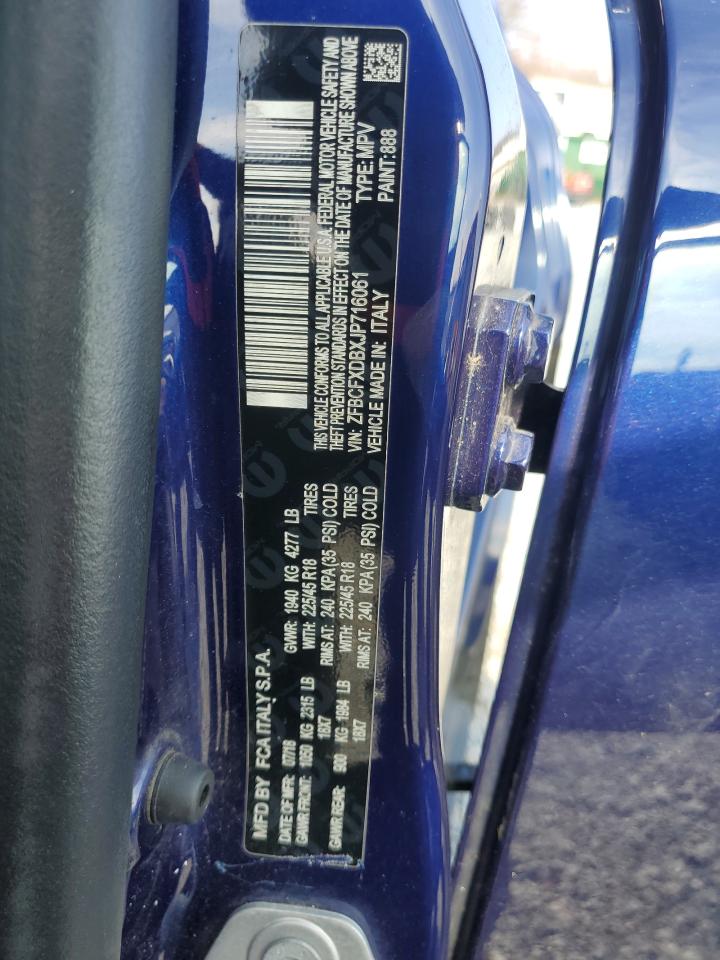 MFD BY FCA ITALY S.P.A.
DATE OF MFR: 07/18 GVWR: 1940 KG 4277 LB
GAWR FRONT: 1050 KG 2315 LB WITH: 225/45 R18 TIRES
18X7 RIMS AT: 240 KPA (35 PSI) COLD
GAWR REAR: 900 KG 1984 LB WITH: 225/45 R18 TIRES
18X7 RIMS AT: 240 KPA (35 PSI) COLD
THIS VEHICLE CONFORMS TO ALL APPLICABLE U.S.A. FEDERAL MOTOR VEHICLE SAFETY AND
THEFT PREVENTION STANDARDS IN EFFECT ON THE DATE OF MANUFACTURE SHOWN ABOVE
VIN: ZFBCFXDBXJP716061 TYPE: MPV
VEHICLE MADE IN: ITALY PAINT: 888